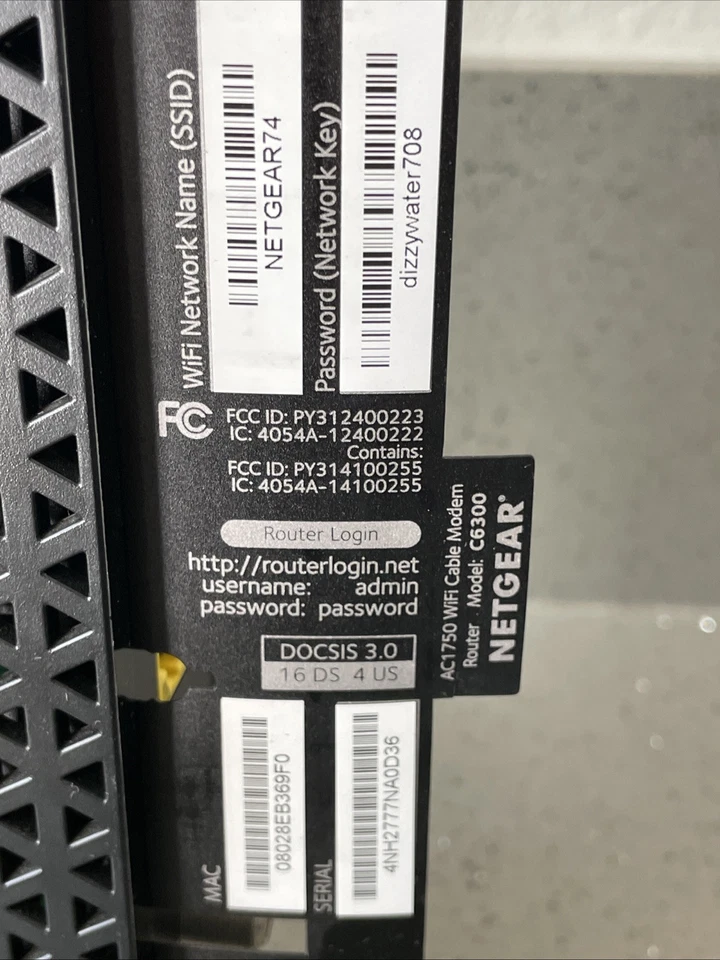 WiFi Network Name (SSID)
NETGEAR74
Password (Network Key)
dizzywater708
FC
FCC ID: PY312400223
IC: 4054A-12400222
Contains:
FCC ID: PY314100255
IC: 4054A-14100255
Router Login
http://routerlogin.net
username: admin
password: password
DOCSIS 3.0
16 DS 4 US
AC1750 WiFi Cable Modem
Router Model: C6300
NETGEAR®
MAC
08028EB369F0
SERIAL
4NH2777NA0D36